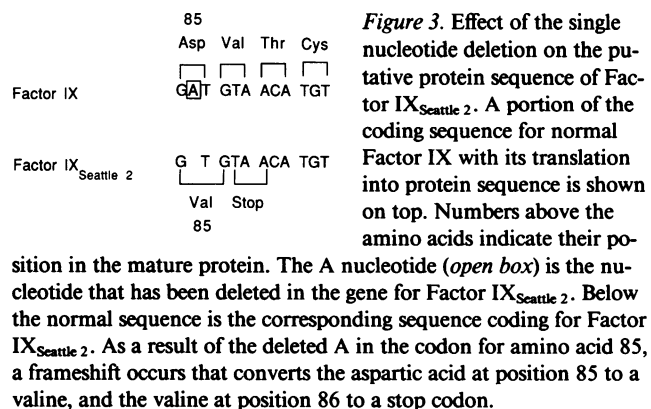 85
Asp Val Thr Cys
Factor IX GAT GTA ACA TGT
Factor IX Seattle 2 G T GTA ACA TGT
Val Stop
85
Figure 3. Effect of the single
nucleotide deletion on the pu-
tative protein sequence of Fac-
tor IXSeattle 2. A portion of the
coding sequence for normal
Factor IX with its translation
into protein sequence is shown
on top. Numbers above the
amino acids indicate their po-
sition in the mature protein. The A nucleotide (open box) is the nu-
cleotide that has been deleted in the gene for Factor IXSeattle 2. Below
the normal sequence is the corresponding sequence coding for Factor
IXSeattle 2. As a result of the deleted A in the codon for amino acid 85,
a frameshift occurs that converts the aspartic acid at position 85 to a
valine, and the valine at position 86 to a stop codon.